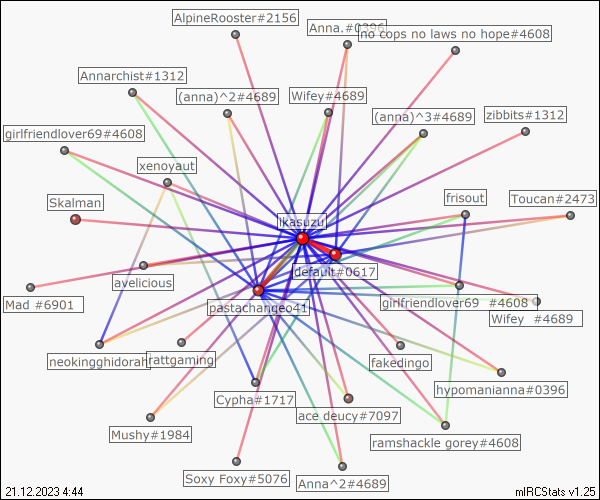 AlpineRooster#2156
Anna.#0396
no cops no laws no hope#4608
Annarchist#1312
(anna)^2#4689
Wifey#4689
(anna)^3#4689
zibbits#1312
girlfriendlover69#4608
xenoyaut
Skalman
ikasuzu
frisout
Toucan#2473
default#0617
avelicious
pastachangeo41
Mad #6901
girlfriendlover69 #4608
Wifey #4689
neokingghidorah
rattgaming
fakedingo
hypomanianna#0396
Cypha#1717
ace deucy#7097
Mushy#1984
ramshackle gorey#4608
Soxy Foxy#5076
Anna^2#4689
21.12.2023 4:44
mIRCStats v1.25